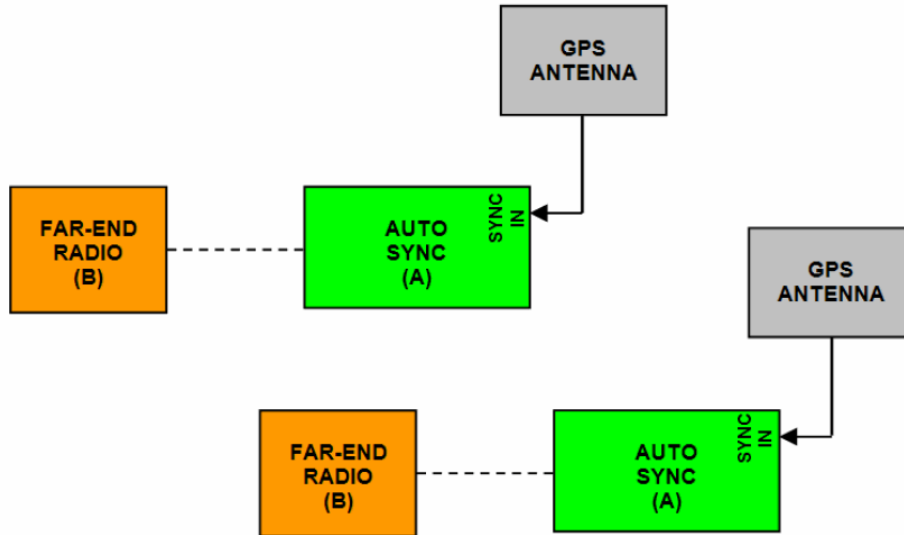 GPS
ANTENNA
FAR-END
RADIO
(B)
AUTO
SYNC
(A)
SYNC
IN
GPS
ANTENNA
FAR-END
RADIO
(B)
AUTO
SYNC
(A)
SYNC
IN